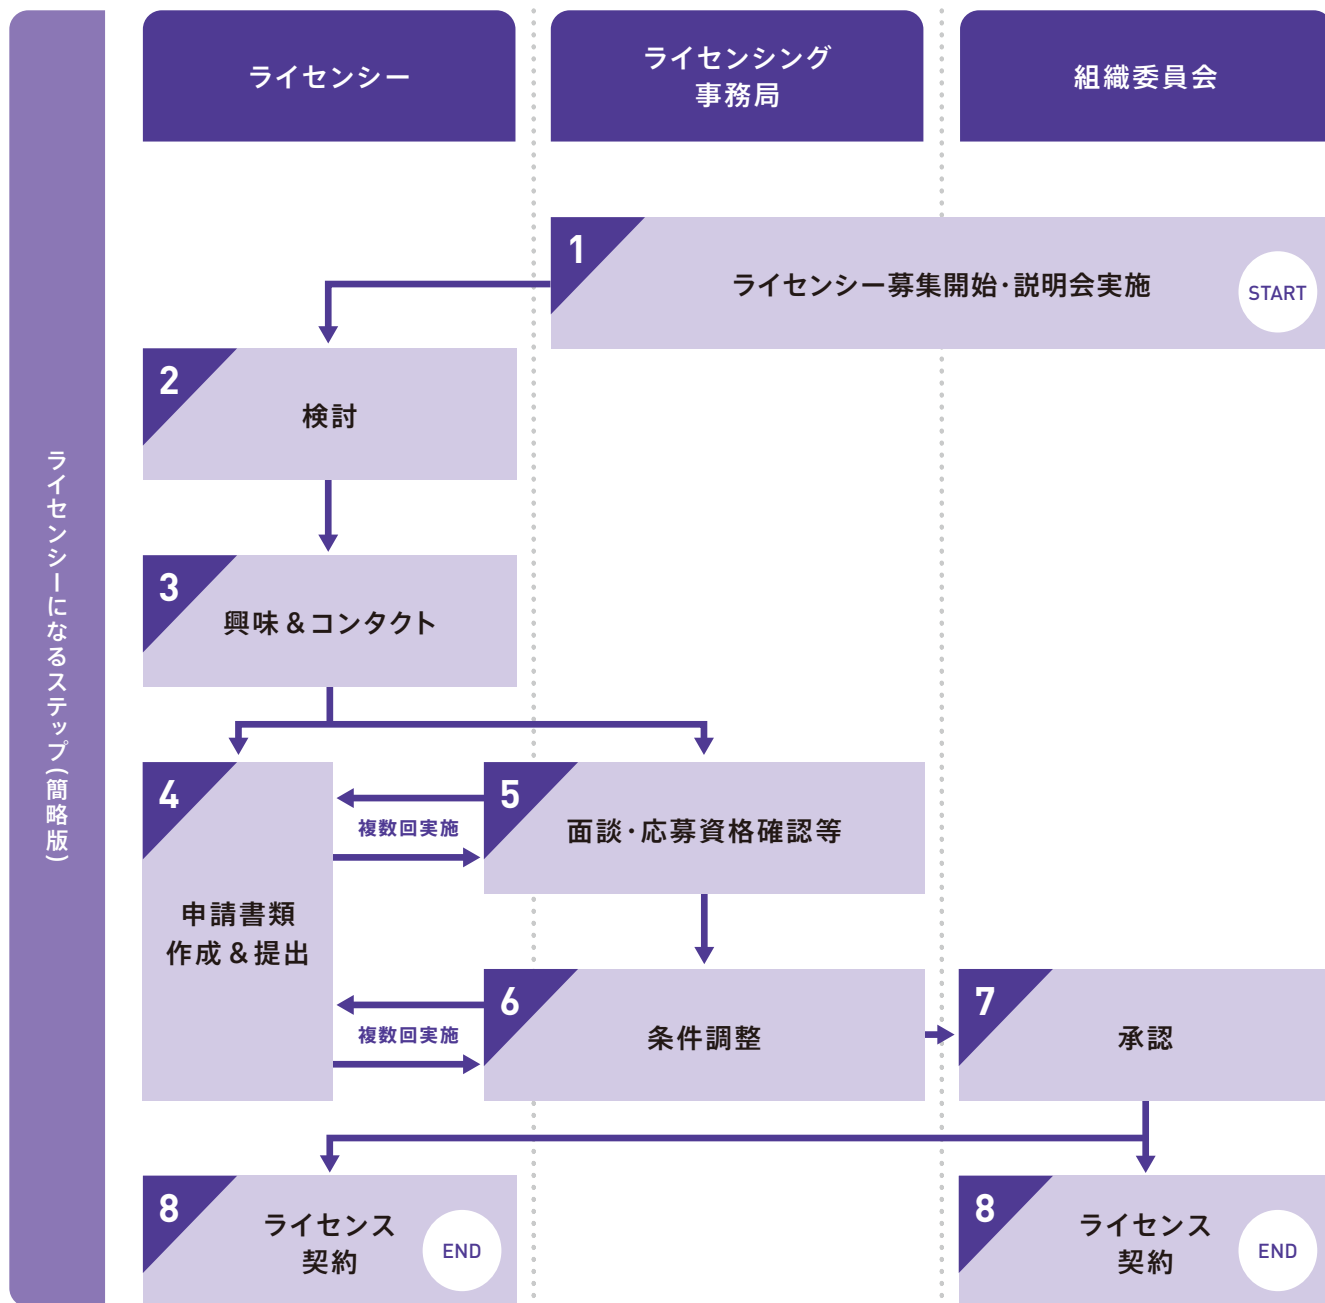 ライセンシーになるステップ(簡略版)
ライセンシー
ライセンシング
事務局
組織委員会
1
ライセンシー募集開始・説明会実施
START
2
検討
3
興味&コンタクト
4
申請書類
作成&提出
複数回実施
5
面談・応募資格確認等
複数回実施
6
条件調整
7
承認
8
ライセンス
契約
END
8
ライセンス
契約
END